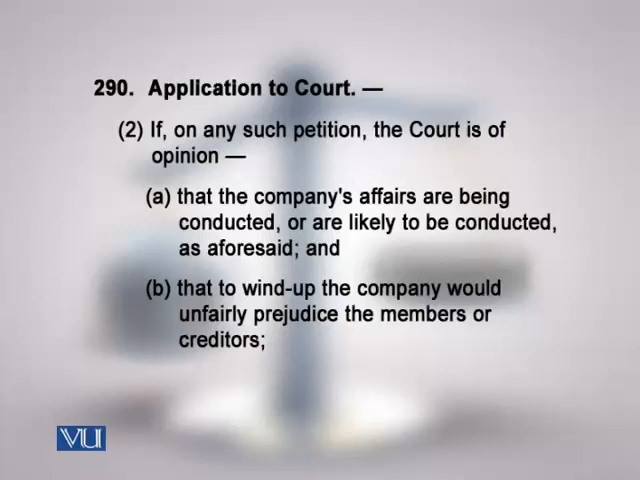 290. Application to Court. —
(2) If, on any such petition, the Court is of
opinion —
(a) that the company's affairs are being
conducted, or are likely to be conducted,
as aforesaid; and
(b) that to wind-up the company would
unfairly prejudice the members or
creditors;
VU